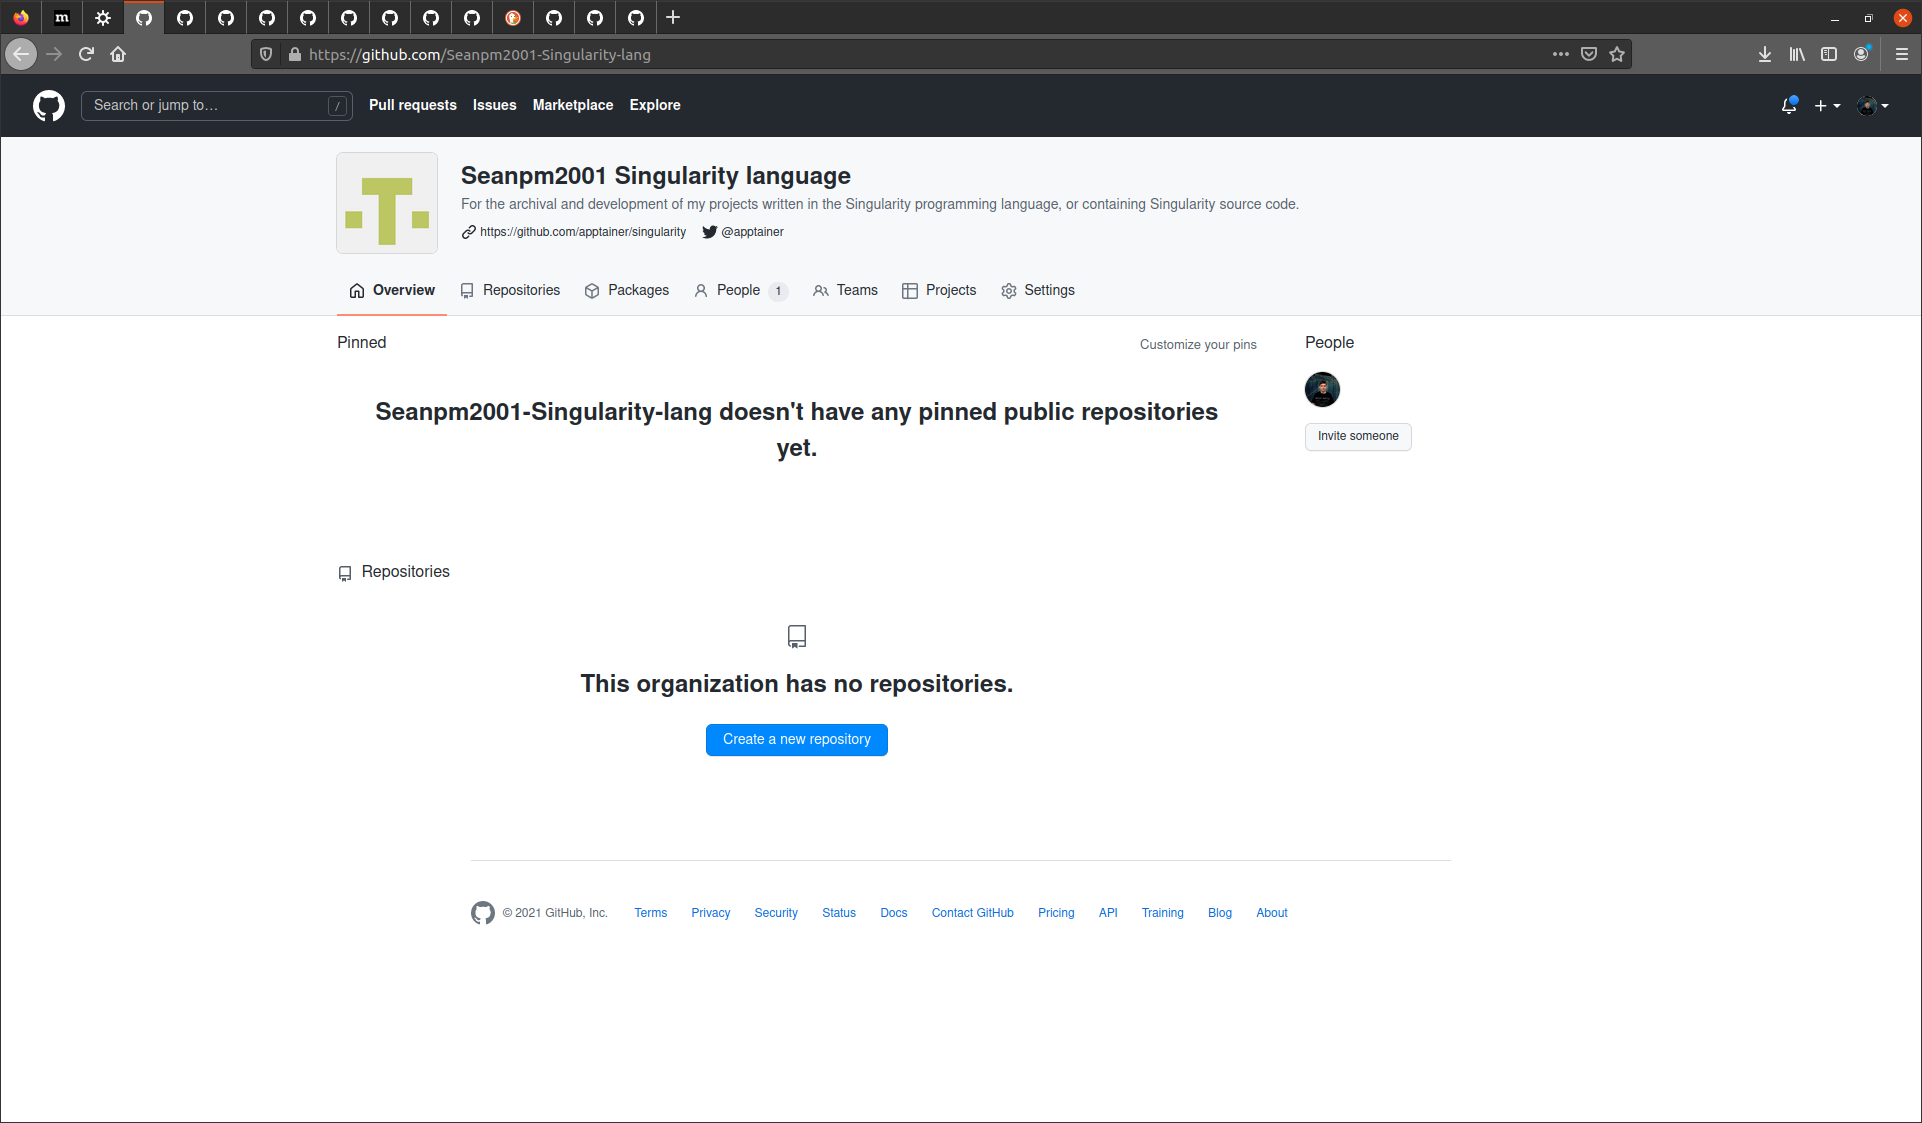 m
https://github.com/Seanpm2001-Singularity-lang
Search or jump to…
/
Pull requests
Issues
Marketplace
Explore
Seanpm2001 Singularity language
For the archival and development of my projects written in the Singularity programming language, or containing Singularity source code.
https://github.com/apptainer/singularity
@apptainer
Overview
Repositories
Packages
People 1
Teams
Projects
Settings
Pinned
Customize your pins
People
Seanpm2001-Singularity-lang doesn't have any pinned public repositories
yet.
Invite someone
Repositories
This organization has no repositories.
Create a new repository
© 2021 GitHub, Inc.
Terms
Privacy
Security
Status
Docs
Contact GitHub
Pricing
API
Training
Blog
About